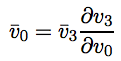 v̄₀ = v̄₃ ∂v₃/∂v₀